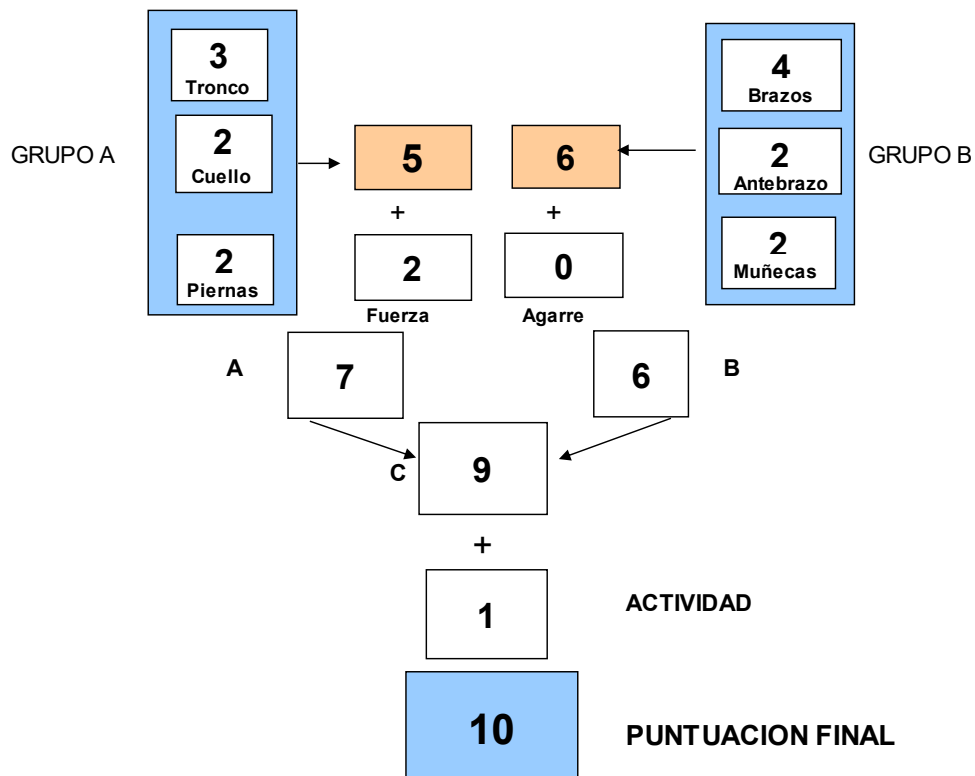 3
Tronco
2
Cuello
2
Piernas
GRUPO A
5
+
2
Fuerza
6
+
0
Agarre
4
Brazos
2
Antebrazo
2
Muñecas
GRUPO B
A
7
6
B
C
9
+
1
ACTIVIDAD
10
PUNTUACION FINAL